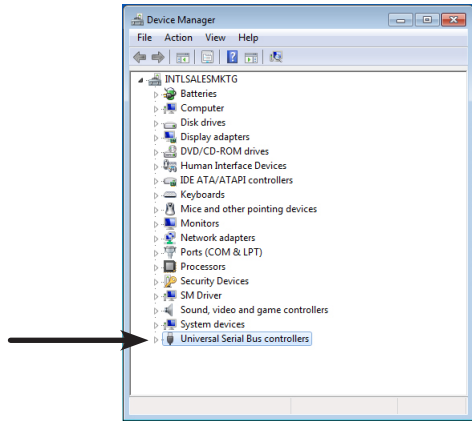 Device Manager
File Action View Help
INTLSALESMKTG
Batteries
Computer
Disk drives
Display adapters
DVD/CD-ROM drives
Human Interface Devices
IDE ATA/ATAPI controllers
Keyboards
Mice and other pointing devices
Monitors
Network adapters
Ports (COM & LPT)
Processors
Security Devices
SM Driver
Sound, video and game controllers
System devices
Universal Serial Bus controllers